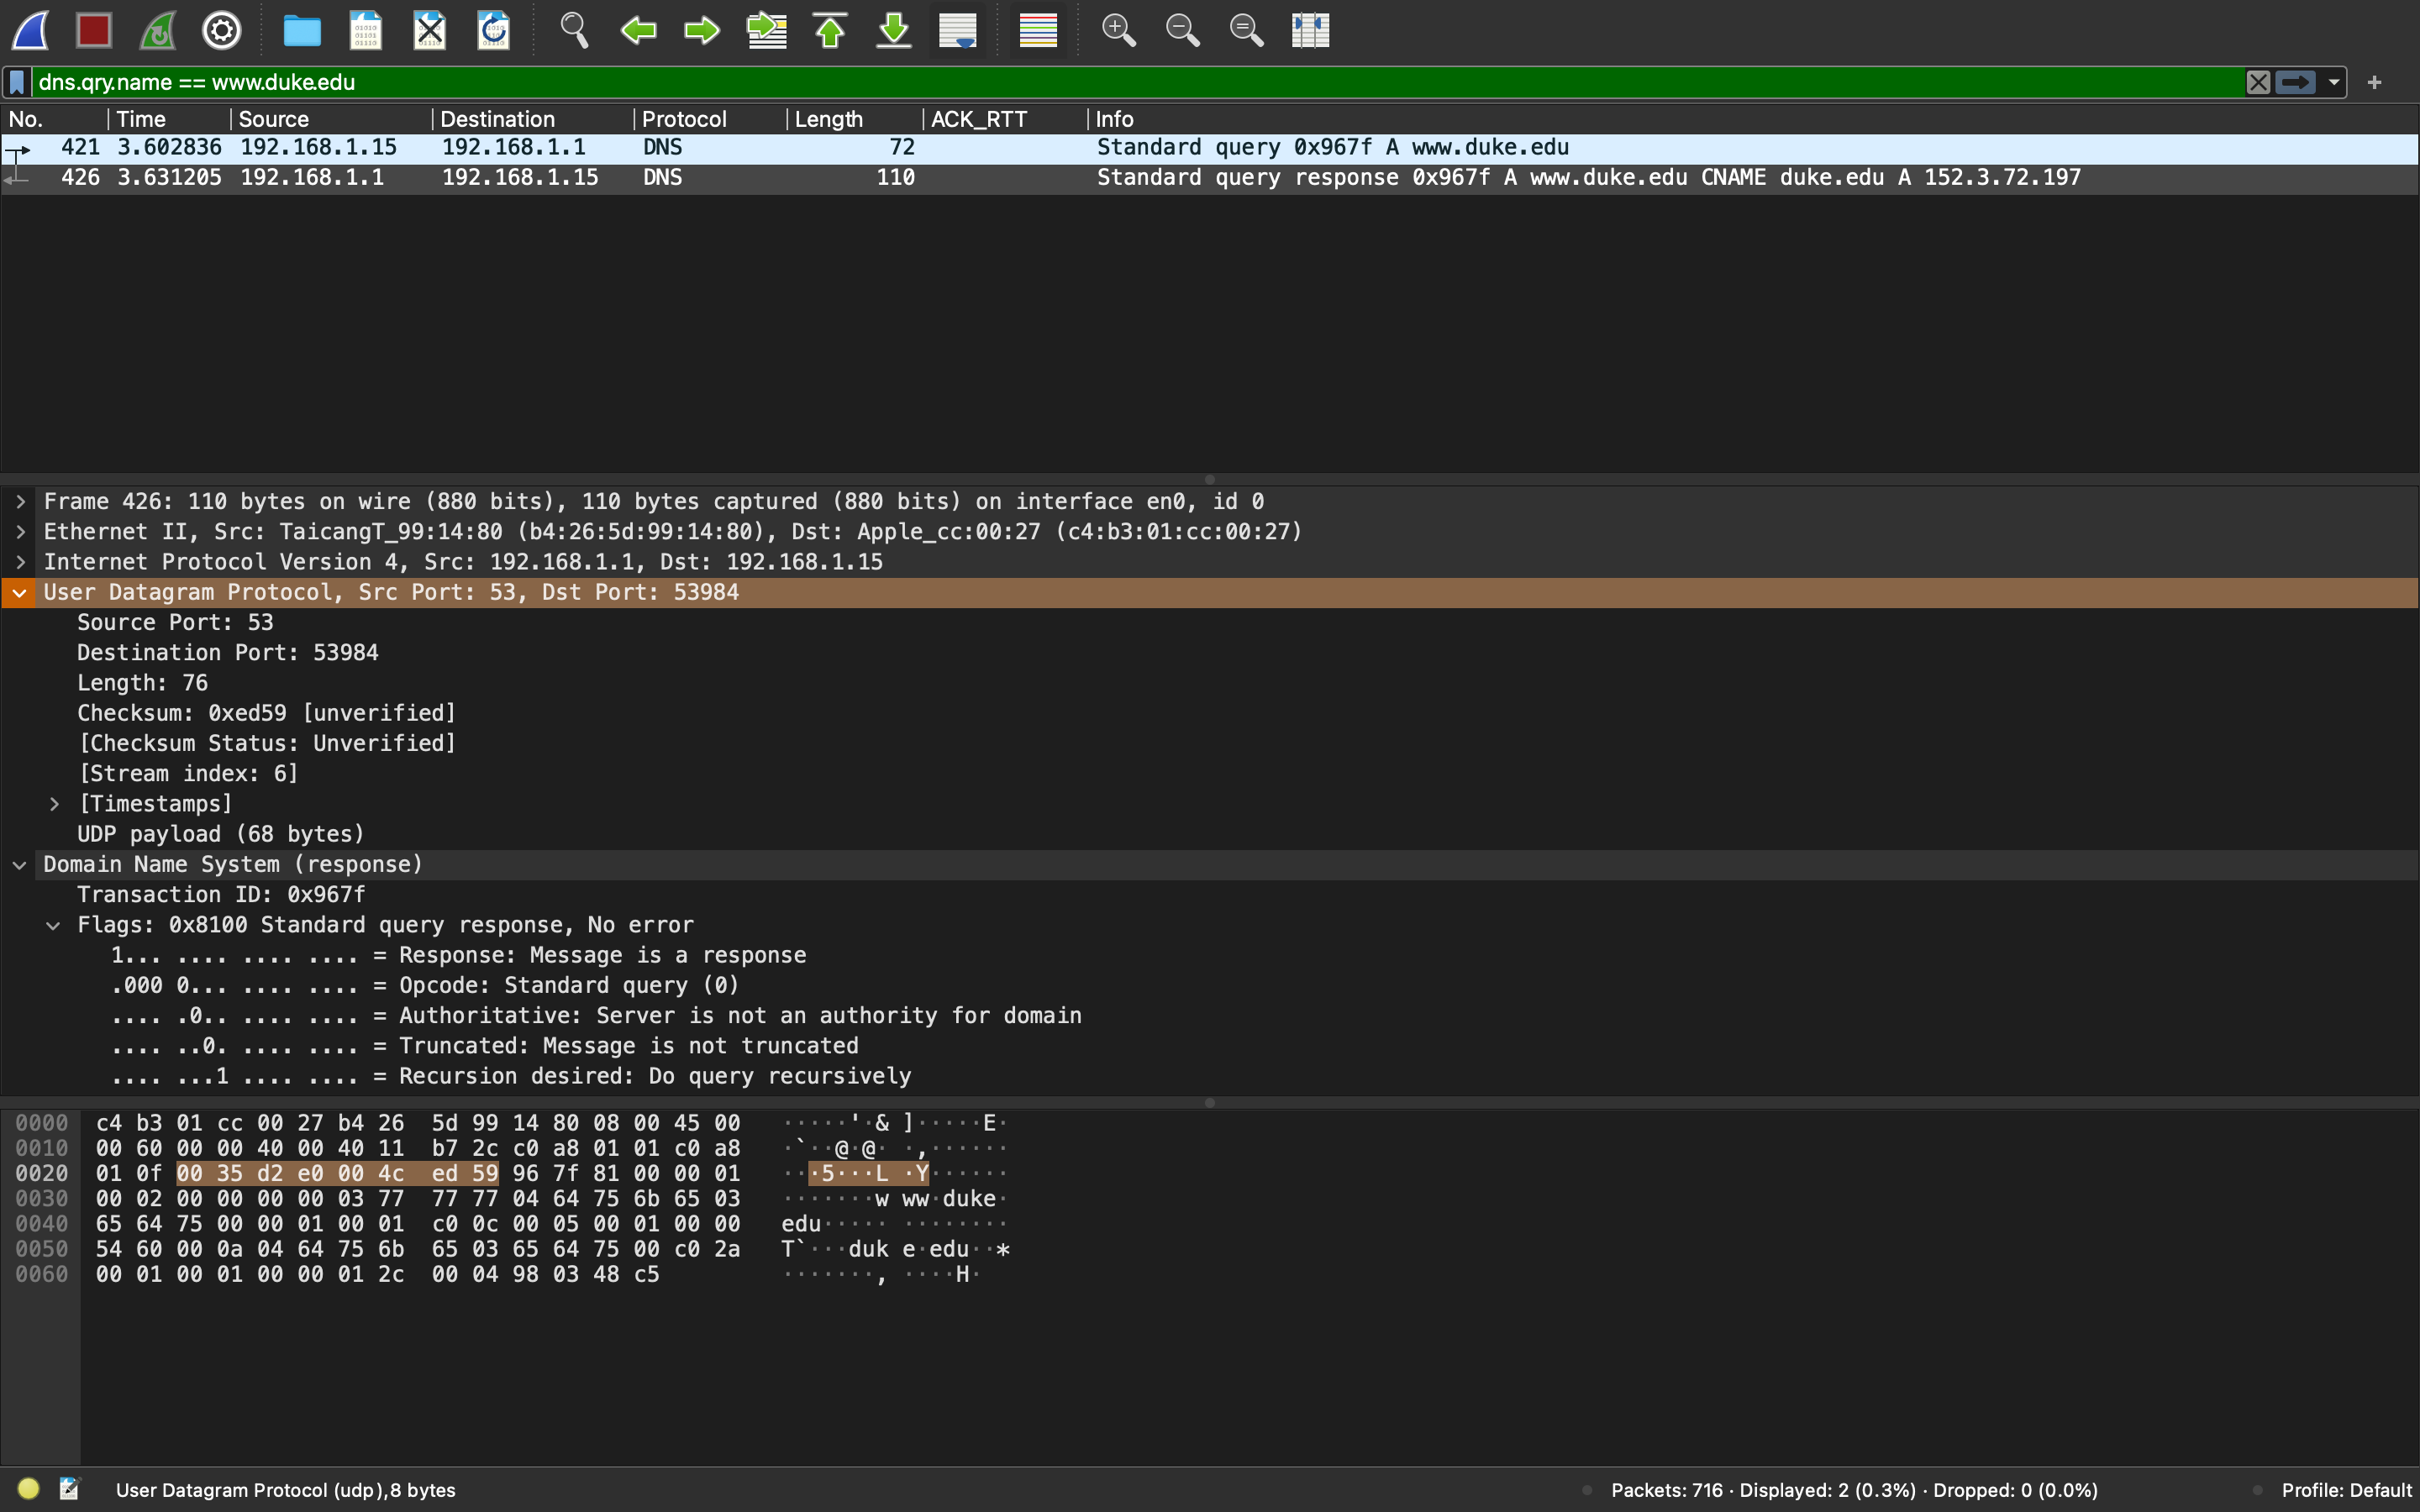 dns.qry.name == www.duke.edu
No. Time Source Destination Protocol Length ACK_RTT Info
421 3.602836 192.168.1.15 192.168.1.1 DNS 72 Standard query 0x967f A www.duke.edu
426 3.631205 192.168.1.1 192.168.1.15 DNS 110 Standard query response 0x967f A www.duke.edu CNAME duke.edu A 152.3.72.197
Frame 426: 110 bytes on wire (880 bits), 110 bytes captured (880 bits) on interface en0, id 0
Ethernet II, Src: TaicangT_99:14:80 (b4:26:5d:99:14:80), Dst: Apple_cc:00:27 (c4:b3:01:cc:00:27)
Internet Protocol Version 4, Src: 192.168.1.1, Dst: 192.168.1.15
User Datagram Protocol, Src Port: 53, Dst Port: 53984
Source Port: 53
Destination Port: 53984
Length: 76
Checksum: 0xed59 [unverified]
[Checksum Status: Unverified]
[Stream index: 6]
[Timestamps]
UDP payload (68 bytes)
Domain Name System (response)
Transaction ID: 0x967f
Flags: 0x8100 Standard query response, No error
1... .... .... .... = Response: Message is a response
.000 0... .... .... = Opcode: Standard query (0)
.... .0.. .... .... = Authoritative: Server is not an authority for domain
.... ..0. .... .... = Truncated: Message is not truncated
.... ...1 .... .... = Recursion desired: Do query recursively
0000 c4 b3 01 cc 00 27 b4 26 5d 99 14 80 08 00 45 00 ·····'·& ]·····E·
0010 00 60 00 00 40 00 40 11 b7 2c c0 a8 01 01 c0 a8 ·`··@·@· ·,······
0020 01 0f 00 35 d2 e0 00 4c ed 59 96 7f 81 00 00 01 ···5···L ·Y······
0030 00 02 00 00 00 00 03 77 77 77 04 64 75 6b 65 03 ·······w ww·duke·
0040 65 64 75 00 00 01 00 01 c0 0c 00 05 00 01 00 00 edu····· ········
0050 54 60 00 0a 04 64 75 6b 65 03 65 64 75 00 c0 2a T`···duk e·edu··*
0060 00 01 00 01 00 00 01 2c 00 04 98 03 48 c5 ·······, ····H·
User Datagram Protocol (udp), 8 bytes Packets: 716 · Displayed: 2 (0.3%) · Dropped: 0 (0.0%) Profile: Default